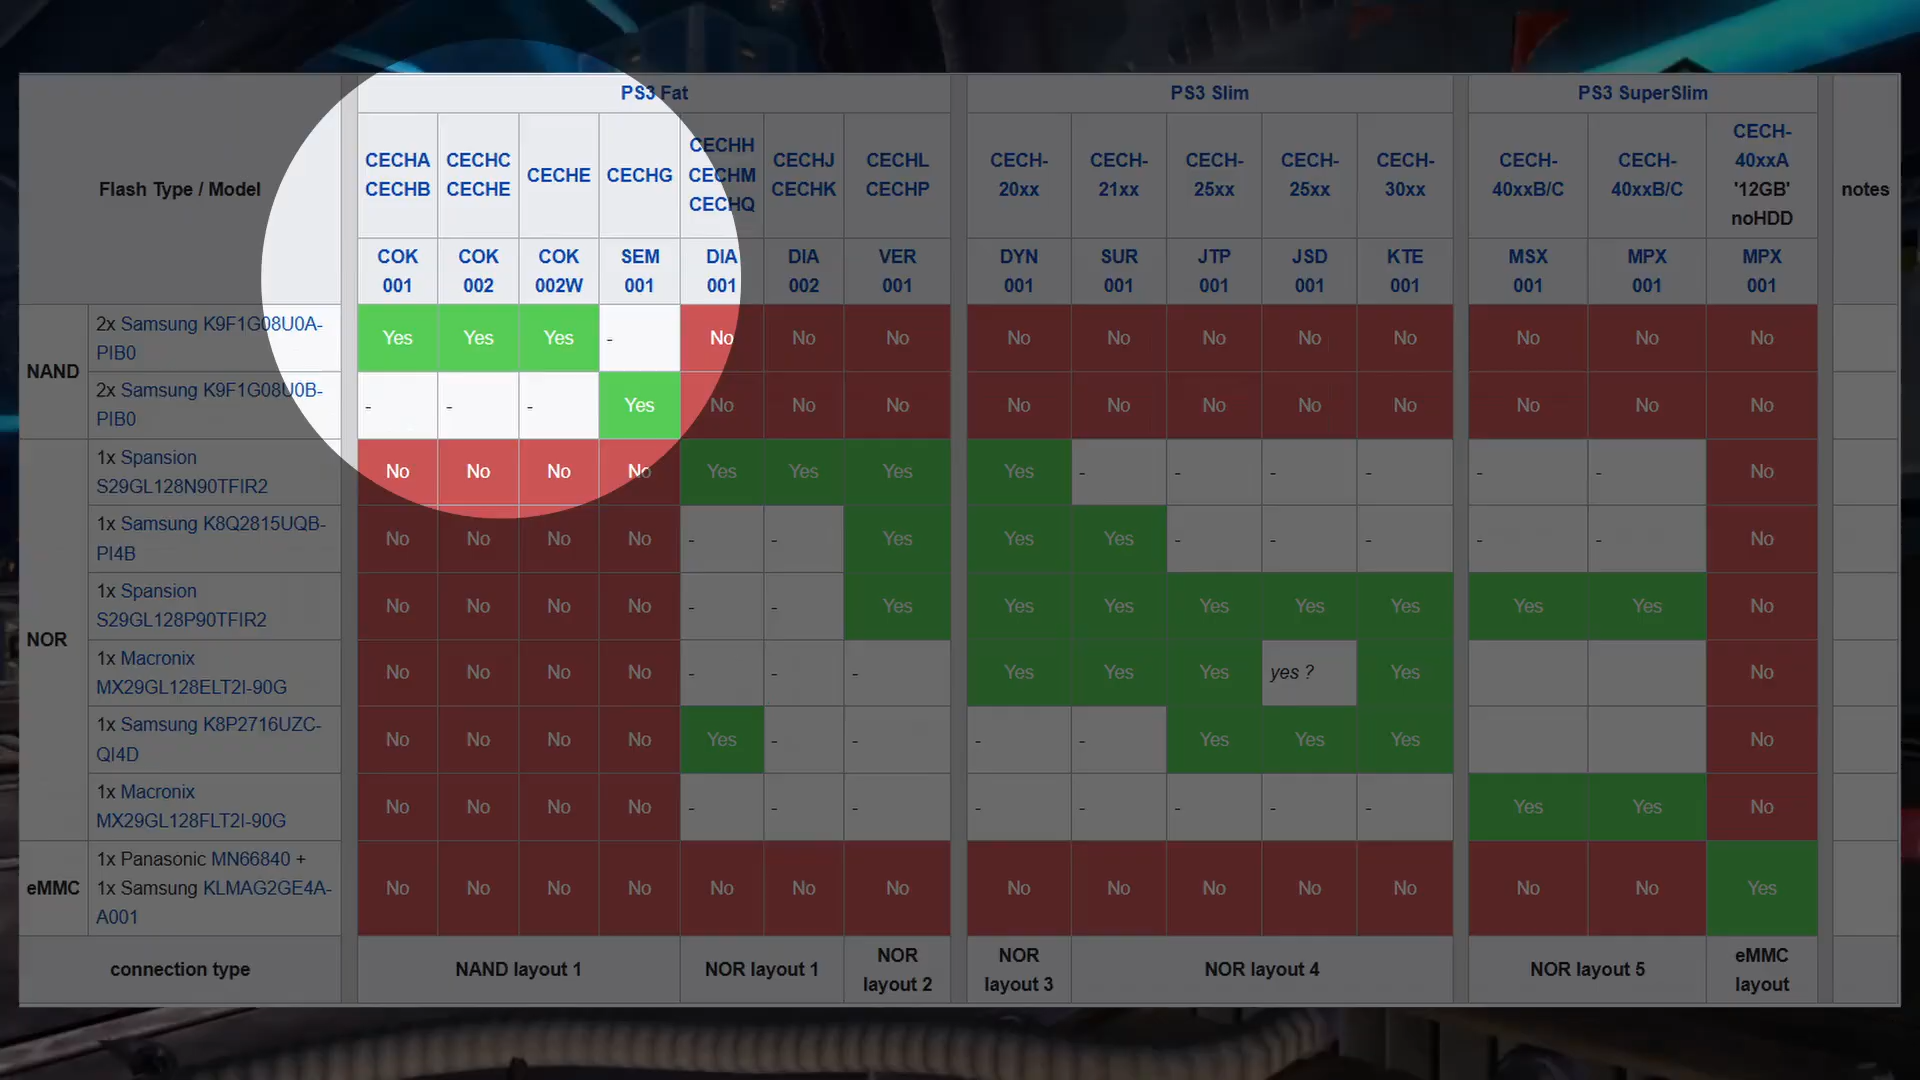 PS3 Fat PS3 Slim PS3 SuperSlim
Flash Type / Model
CECHA
CECHB
CECHC
CECHE
CECHE
CECHG
CECHH
CECHM
CECHQ
CECHJ
CECHK
CECHL
CECHP
CECH-
20xx
CECH-
21xx
CECH-
25xx
CECH-
25xx
CECH-
30xx
CECH-
40xxB/C
CECH-
40xxB/C
CECH-
40xxA
'12GB'
noHDD
notes
COK
001
COK
002
COK
002W
SEM
001
DIA
001
DIA
002
VER
001
DYN
001
SUR
001
JTP
001
JSD
001
KTE
001
MSX
001
MPX
001
MPX
001
NAND
2x Samsung K9F1G08U0A-
PIB0
Yes Yes Yes - No No No No No No No No No No No
2x Samsung K9F1G08U0B-
PIB0
- - - Yes No No No No No No No No No No No
NOR
1x Spansion
S29GL128N90TFIR2
No No No No Yes Yes Yes Yes - - - - - - No
1x Samsung K8Q2815UQB-
PI4B
No No No No - - Yes Yes Yes - - - - - No
1x Spansion
S29GL128P90TFIR2
No No No No - - Yes Yes Yes Yes Yes Yes Yes Yes No
1x Macronix
MX29GL128ELT2I-90G
No No No No - - - Yes Yes Yes yes ? Yes No
1x Samsung K8P2716UZC-
QI4D
No No No No Yes - - - - Yes Yes Yes No
1x Macronix
MX29GL128FLT2I-90G
No No No No - - - - - - - - Yes Yes No
eMMC
1x Panasonic MN66840 +
1x Samsung KLMAG2GE4A-
A001
No No No No No No No No No No No No No No Yes
connection type
NAND layout 1
NOR layout 1
NOR
layout 2
NOR
layout 3
NOR layout 4
NOR layout 5
eMMC
layout